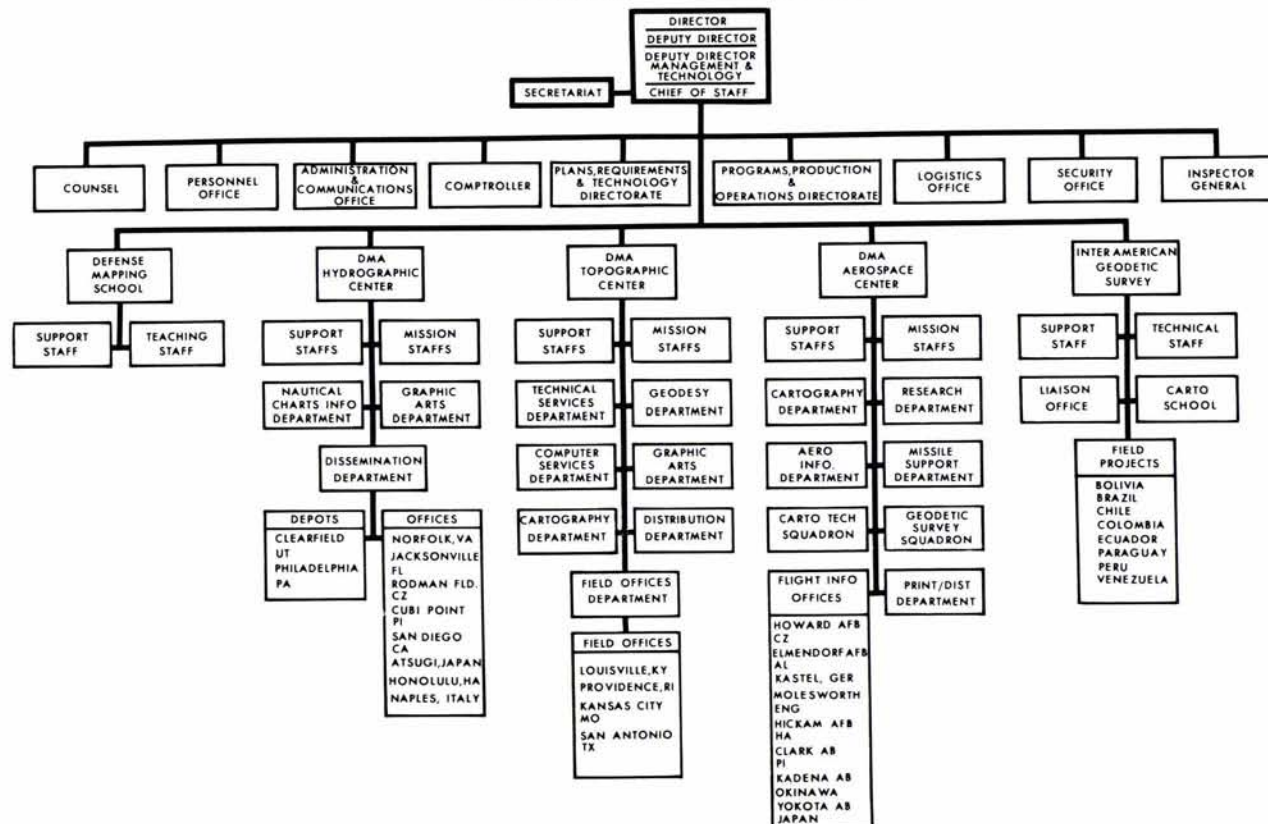 DIRECTOR
DEPUTY DIRECTOR
DEPUTY DIRECTOR
MANAGEMENT &
TECHNOLOGY
CHIEF OF STAFF
SECRETARIAT
COUNSEL
PERSONNEL
OFFICE
ADMINISTRATION
&
COMMUNICATIONS
OFFICE
COMPTROLLER
PLANS, REQUIREMENTS
& TECHNOLOGY
DIRECTORATE
PROGRAMS, PRODUCTION
&
OPERATIONS DIRECTORATE
LOGISTICS
OFFICE
SECURITY
OFFICE
INSPECTOR
GENERAL
DEFENSE
MAPPING
SCHOOL
SUPPORT
STAFF
TEACHING
STAFF
DMA
HYDROGRAPHIC
CENTER
SUPPORT
STAFFS
MISSION
STAFFS
NAUTICAL
CHARTS INFO
DEPARTMENT
GRAPHIC
ARTS
DEPARTMENT
DISSEMINATION
DEPARTMENT
DEPOTS
CLEARFIELD
UT
PHILADELPHIA
PA
OFFICES
NORFOLK, VA
JACKSONVILLE
FL
RODMAN FLD.
CZ
CUBI POINT
PI
SAN DIEGO
CA
ATSUGI, JAPAN
HONOLULU, HA
NAPLES, ITALY
DMA
TOPOGRAPHIC
CENTER
SUPPORT
STAFFS
MISSION
STAFFS
TECHNICAL
SERVICES
DEPARTMENT
GEODESY
DEPARTMENT
COMPUTER
SERVICES
DEPARTMENT
GRAPHIC
ARTS
DEPARTMENT
CARTOGRAPHY
DEPARTMENT
DISTRIBUTION
DEPARTMENT
FIELD OFFICES
DEPARTMENT
FIELD OFFICES
LOUISVILLE, KY
PROVIDENCE, RI
KANSAS CITY
MO
SAN ANTONIO
TX
DMA
AEROSPACE
CENTER
SUPPORT
STAFFS
MISSION
STAFFS
CARTOGRAPHY
DEPARTMENT
RESEARCH
DEPARTMENT
AERO
INFO.
DEPARTMENT
MISSILE
SUPPORT
DEPARTMENT
CARTO TECH
SQUADRON
GEODETIC
SURVEY
SQUADRON
FLIGHT INFO
OFFICES
HOWARD AFB
CZ
ELMENDORF AFB
AL
KASTEL, GER
MOLESWORTH
ENG
HICKAM AFB
HA
CLARK AB
PI
KADENA AB
OKINAWA
YOKOTA AB
JAPAN
PRINT/DIST
DEPARTMENT
INTER AMERICAN
GEODETIC
SURVEY
SUPPORT
STAFF
TECHNICAL
STAFF
LIAISON
OFFICE
CARTO
SCHOOL
FIELD
PROJECTS
BOLIVIA
BRAZIL
CHILE
COLOMBIA
ECUADOR
PARAGUAY
PERU
VENEZUELA